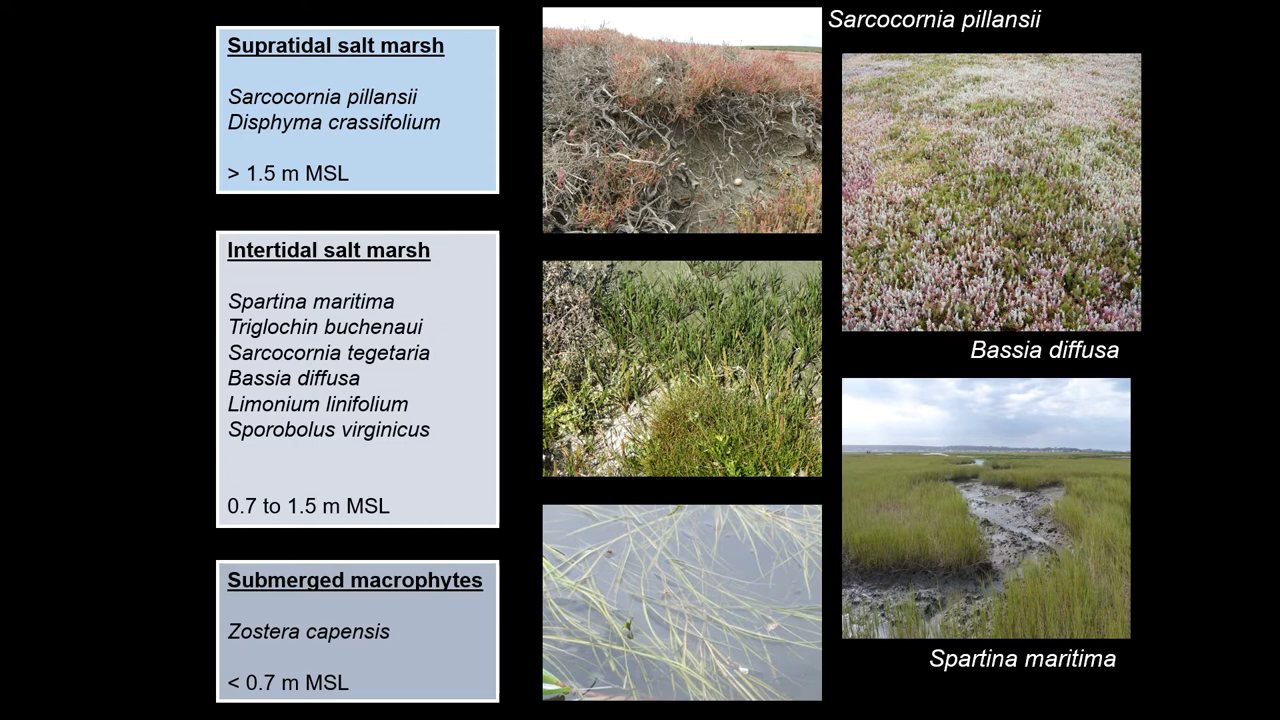 Supratidal salt marsh
Sarcocornia pillansii
Disphyma crassifolium
> 1.5 m MSL
Intertidal salt marsh
Spartina maritima
Triglochin buchenaui
Sarcocornia tegetaria
Bassia diffusa
Limonium linifolium
Sporobolus virginicus
0.7 to 1.5 m MSL
Submerged macrophytes
Zostera capensis
< 0.7 m MSL
Sarcocornia pillansii
Bassia diffusa
Spartina maritima